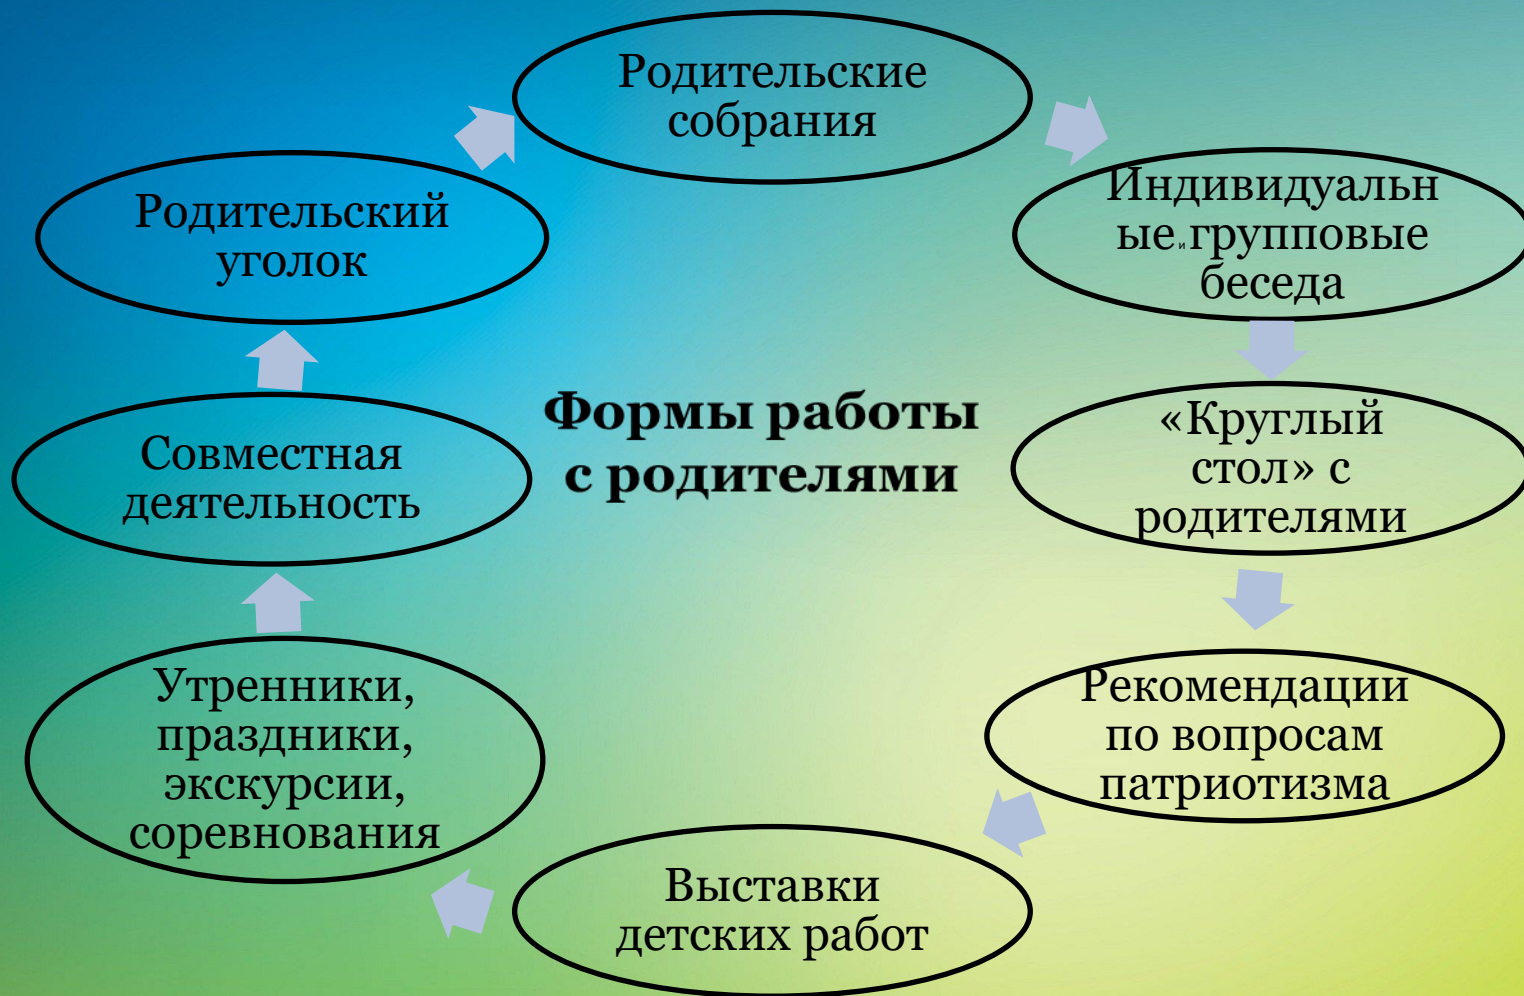 Родительские
собрания
Индивидуальн
ые и групповые
беседа
«Круглый
стол» с
родителями
Рекомендации
по вопросам
патриотизма
Выставки
детских работ
Утренники,
праздники,
экскурсии,
соревнования
Совместная
деятельность
Родительский
уголок
Формы работы
с родителями